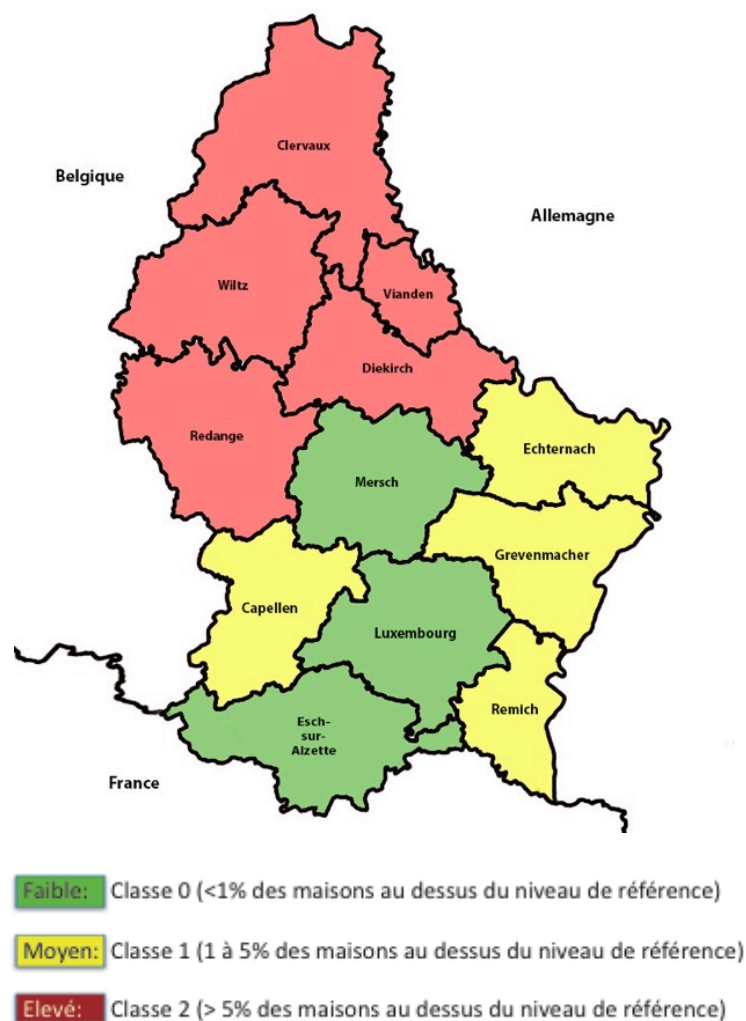 Clervaux
Belgique
Allemagne
Wiltz
Vianden
Diekirch
Redange
Echternach
Mersch
Grevenmacher
Capellen
Luxembourg
Remich
Esch-
sur-
Alzette
France
Faible: Classe 0 (<1% des maisons au dessus du niveau de référence)
Moyen: Classe 1 (1 à 5% des maisons au dessus du niveau de référence)
Elevé: Classe 2 (> 5% des maisons au dessus du niveau de référence)